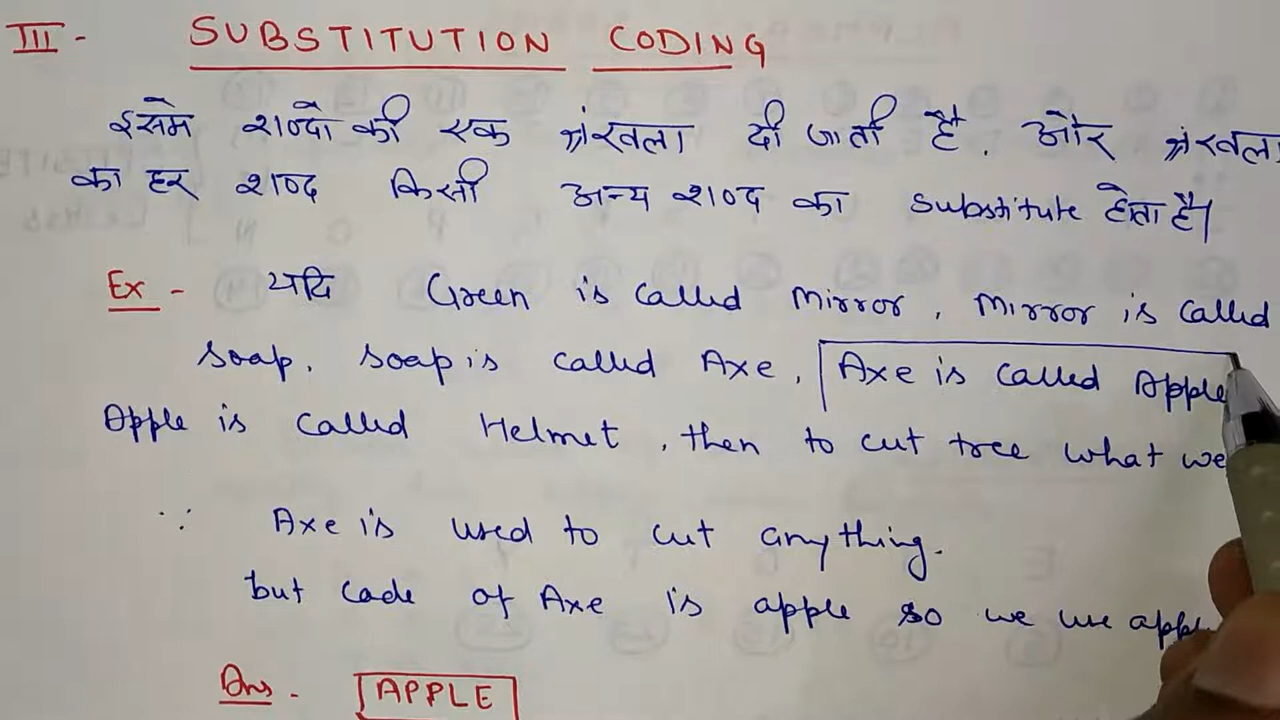 III - SUBSTITUTION CODING
इसमे शब्दो की एक श्रंखला दी जाती है. और श्रंखला
का हर शब्द किसी अन्य शब्द का substitute होता है।
Ex - यदि Green is called Mirror, Mirror is called
soap. soap is called Axe, Axe is called Apple
Apple is called Helmet, then to cut tree what we
∵ Axe is used to cut anything.
but code of Axe is apple so we use
Ans - APPLE